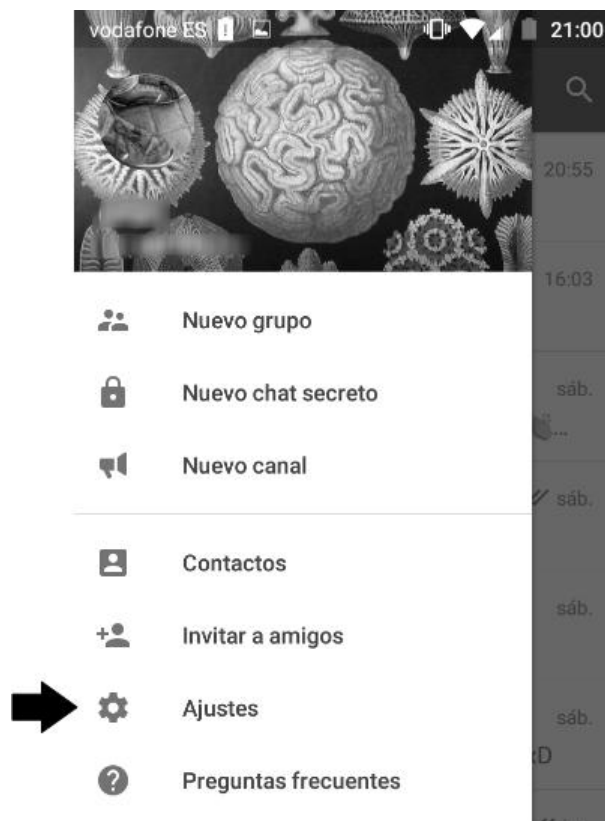 vodafone ES 21:00
20:55
16:03
Nuevo grupo
sáb.
Nuevo chat secreto
...
Nuevo canal
sáb.
Contactos
sáb.
Invitar a amigos
Ajustes
sáb.
Preguntas frecuentes